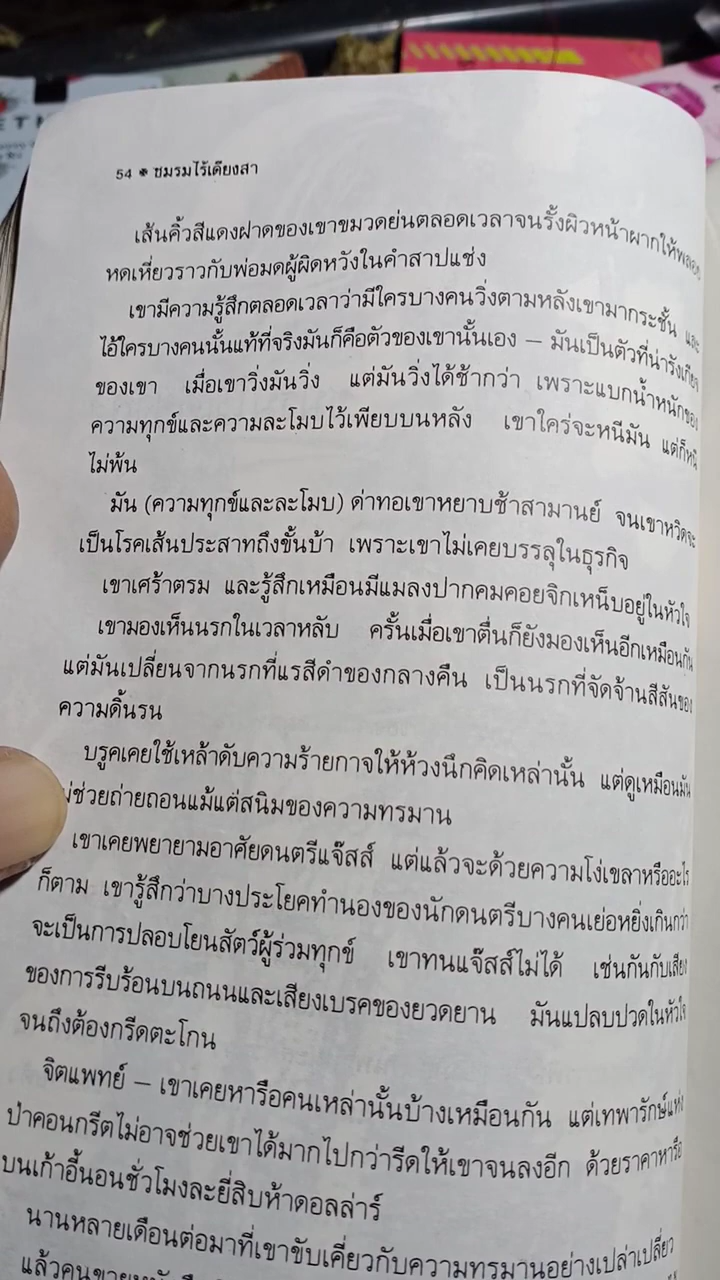 54 ❋ ชมรมไร้เดียงสา
เส้นคิ้วสีแดงฝาดของเขาขมวดย่นตลอดเวลาจนรั้งผิวหน้าผากให้พลอย
หดเหี่ยวราวกับพ่อมดผู้ผิดหวังในคำสาปแช่ง
เขามีความรู้สึกตลอดเวลาว่ามีใครบางคนวิ่งตามหลังเขามากระชั้น และ
ไอ้ใครบางคนนั้นแท้ที่จริงมันก็คือตัวของเขานั้นเอง – มันเป็นตัวที่น่ารังเกียจ
ของเขา เมื่อเขาวิ่งมันวิ่ง แต่มันวิ่งได้ช้ากว่า เพราะแบกน้ำหนักของ
ความทุกข์และความละโมบไว้เพียบบนหลัง เขาใคร่จะหนีมัน แต่ก็หนี
ไม่พ้น
มัน (ความทุกข์และละโมบ) ด่าทอเขาหยาบช้าสามานย์ จนเขาหวิดจะ
เป็นโรคเส้นประสาทถึงขั้นบ้า เพราะเขาไม่เคยบรรลุในธุรกิจ
เขาเศร้าตรม และรู้สึกเหมือนมีแมลงปากคมคอยจิกเหน็บอยู่ในหัวใจ
เขามองเห็นนรกในเวลาหลับ ครั้นเมื่อเขาตื่นก็ยังมองเห็นอีกเหมือนกัน
แต่มันเปลี่ยนจากนรกที่แรสีดำของกลางคืน เป็นนรกที่จัดจ้านสีสันของ
ความดิ้นรน
บรูคเคยใช้เหล้าดับความร้ายกาจให้ห้วงนึกคิดเหล่านั้น แต่ดูเหมือนมัน
ไม่ช่วยถ่ายถอนแม้แต่สนิมของความทรมาน
เขาเคยพยายามอาศัยดนตรีแจ๊สส์ แต่แล้วจะด้วยความโง่เขลาหรืออะไร
ก็ตาม เขารู้สึกว่าบางประโยคทำนองของนักดนตรีบางคนเย่อหยิ่งเกินกว่า
จะเป็นการปลอบโยนสัตว์ผู้ร่วมทุกข์ เขาทนแจ๊สส์ไม่ได้ เช่นกันกับเสียง
ของการรีบร้อนบนถนนและเสียงเบรคของยวดยาน มันแปลบปวดในหัวใจ
จนถึงต้องกรีดตะโกน
จิตแพทย์ – เขาเคยหารือคนเหล่านั้นบ้างเหมือนกัน แต่เทพารักษ์แห่ง
ป่าคอนกรีตไม่อาจช่วยเขาได้มากไปกว่ารีดให้เขาจนลงอีก ด้วยราคาหารือ
บนเก้าอี้นอนชั่วโมงละยี่สิบห้าดอลล่าร์
นานหลายเดือนต่อมาที่เขาขับเคี่ยวกับความทรมานอย่างเปล่าเปลี่ยว